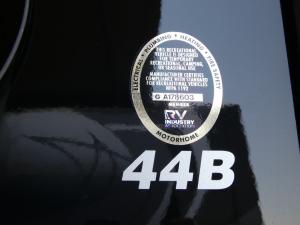 ELECTRICAL • PLUMBING • HEATING • FIRE SAFETY
THIS RECREATIONAL
VEHICLE IS DESIGNED
FOR TEMPORARY
RECREATIONAL, CAMPING,
OR SEASONAL USE
MANUFACTURER CERTIFIES
COMPLIANCE WITH STANDARD
FOR RECREATIONAL VEHICLES
NFPA 1192
G A178603
MEMBER
RV
INDUSTRY
ASSOCIATION
MOTORHOME
44B